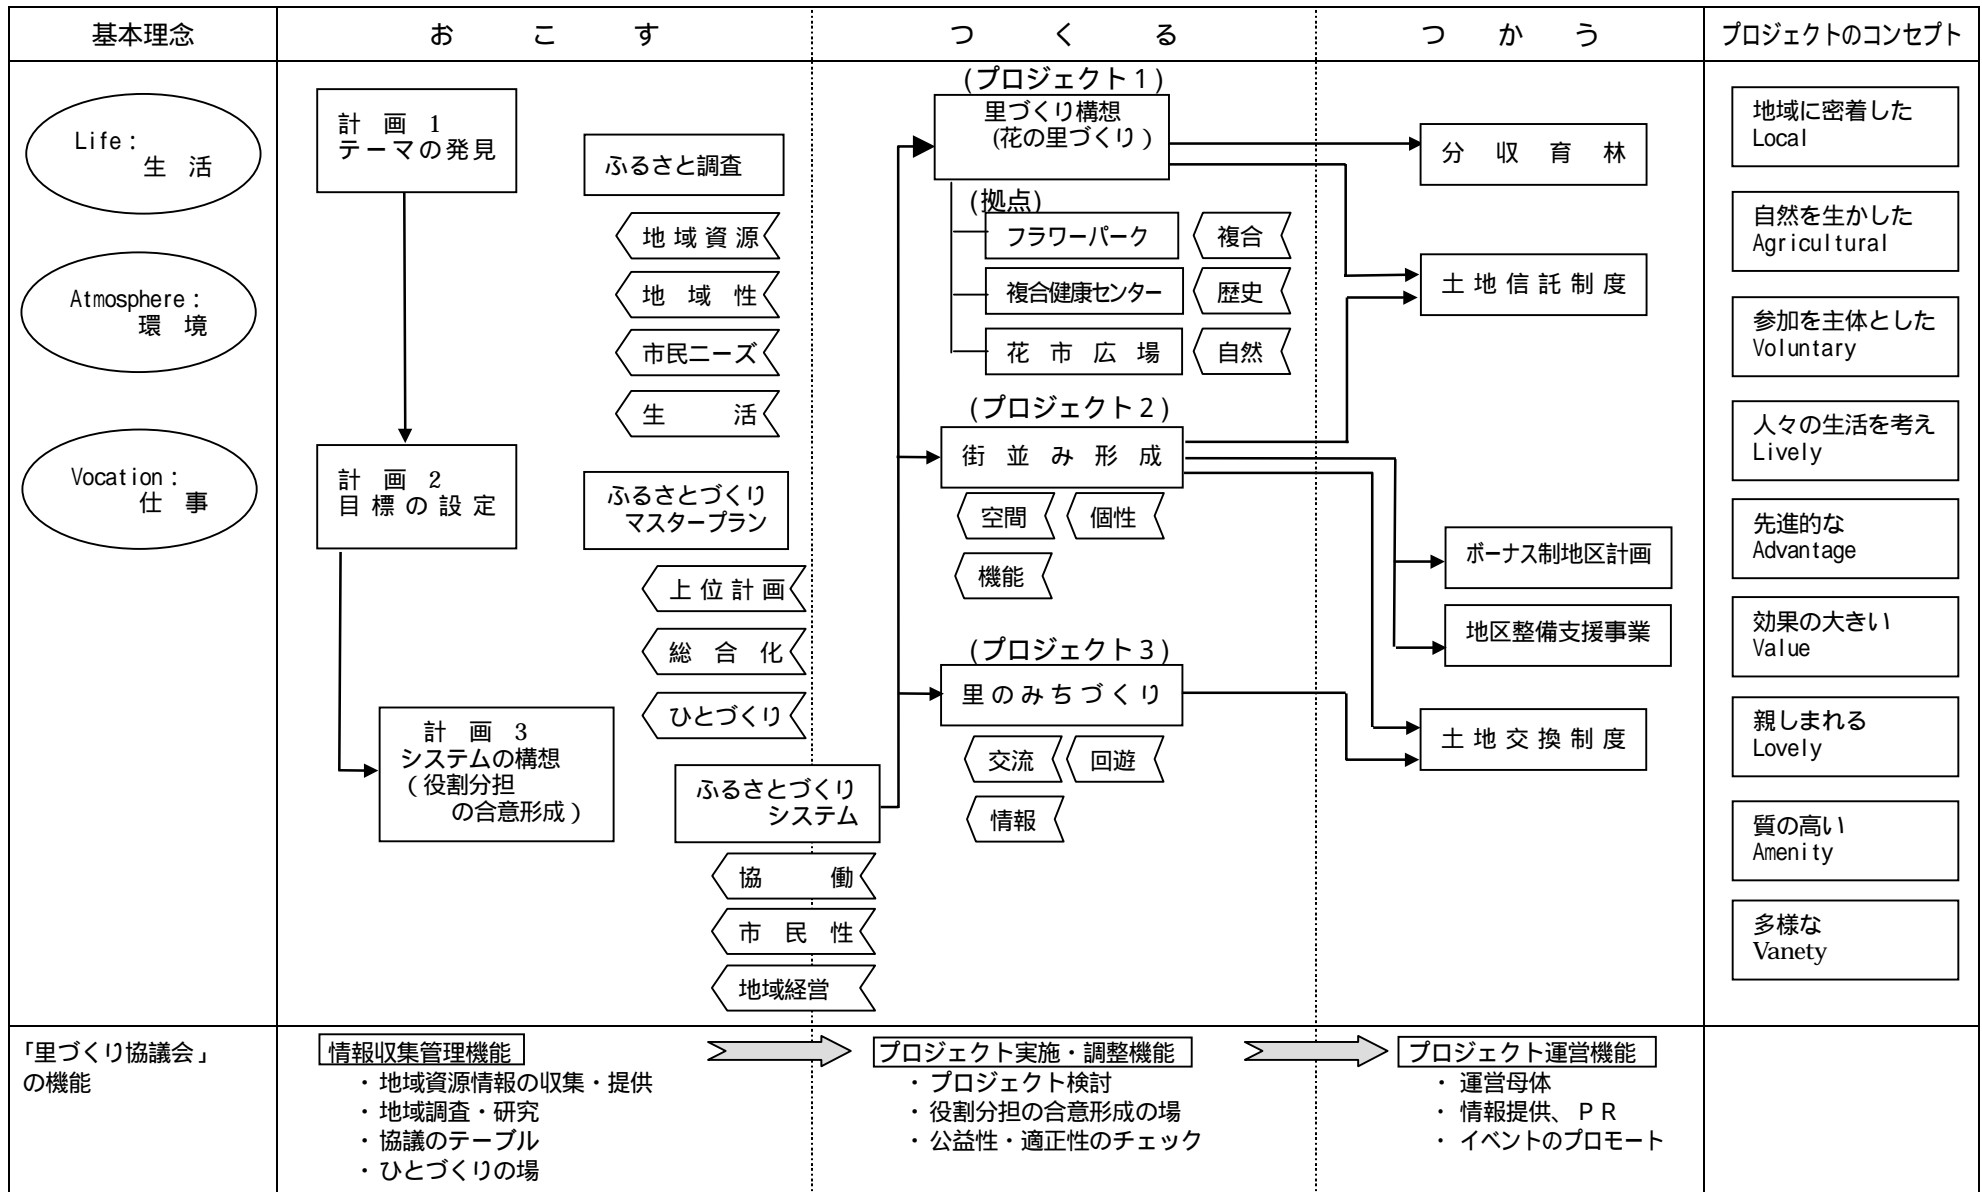 基本理念
おこす
つくる
つかう
プロジェクトのコンセプト
Life：
生活
Atmosphere：
環境
Vocation：
仕事
計画 1
テーマの発見
計画 2
目標の設定
計画 3
システムの構想
（役割分担
の合意形成）
ふるさと調査
地域資源
地域性
市民ニーズ
生活
ふるさとづくり
マスタープラン
上位計画
総合化
ひとづくり
ふるさとづくり
システム
協働
市民性
地域経営
(プロジェクト1)
里づくり構想
(花の里づくり)
(拠点)
フラワーパーク
複合
複合健康センター
歴史
花市広場
自然
(プロジェクト2)
街並み形成
空間
個性
機能
(プロジェクト3)
里のみちづくり
交流
回遊
情報
分収育林
土地信託制度
ボーナス制地区計画
地区整備支援事業
土地交換制度
地域に密着した
Local
自然を生かした
Agricultural
参加を主体とした
Voluntary
人々の生活を考え
Lively
先進的な
Advantage
効果の大きい
Value
親しまれる
Lovely
質の高い
Amenity
多様な
Vanety
「里づくり協議会」
の機能
情報収集管理機能
・地域資源情報の収集・提供
・地域調査・研究
・協議のテーブル
・ひとづくりの場
プロジェクト実施・調整機能
・プロジェクト検討
・役割分担の合意形成の場
・公益性・適正性のチェック
プロジェクト運営機能
・運営母体
・情報提供、ＰＲ
・イベントのプロモート